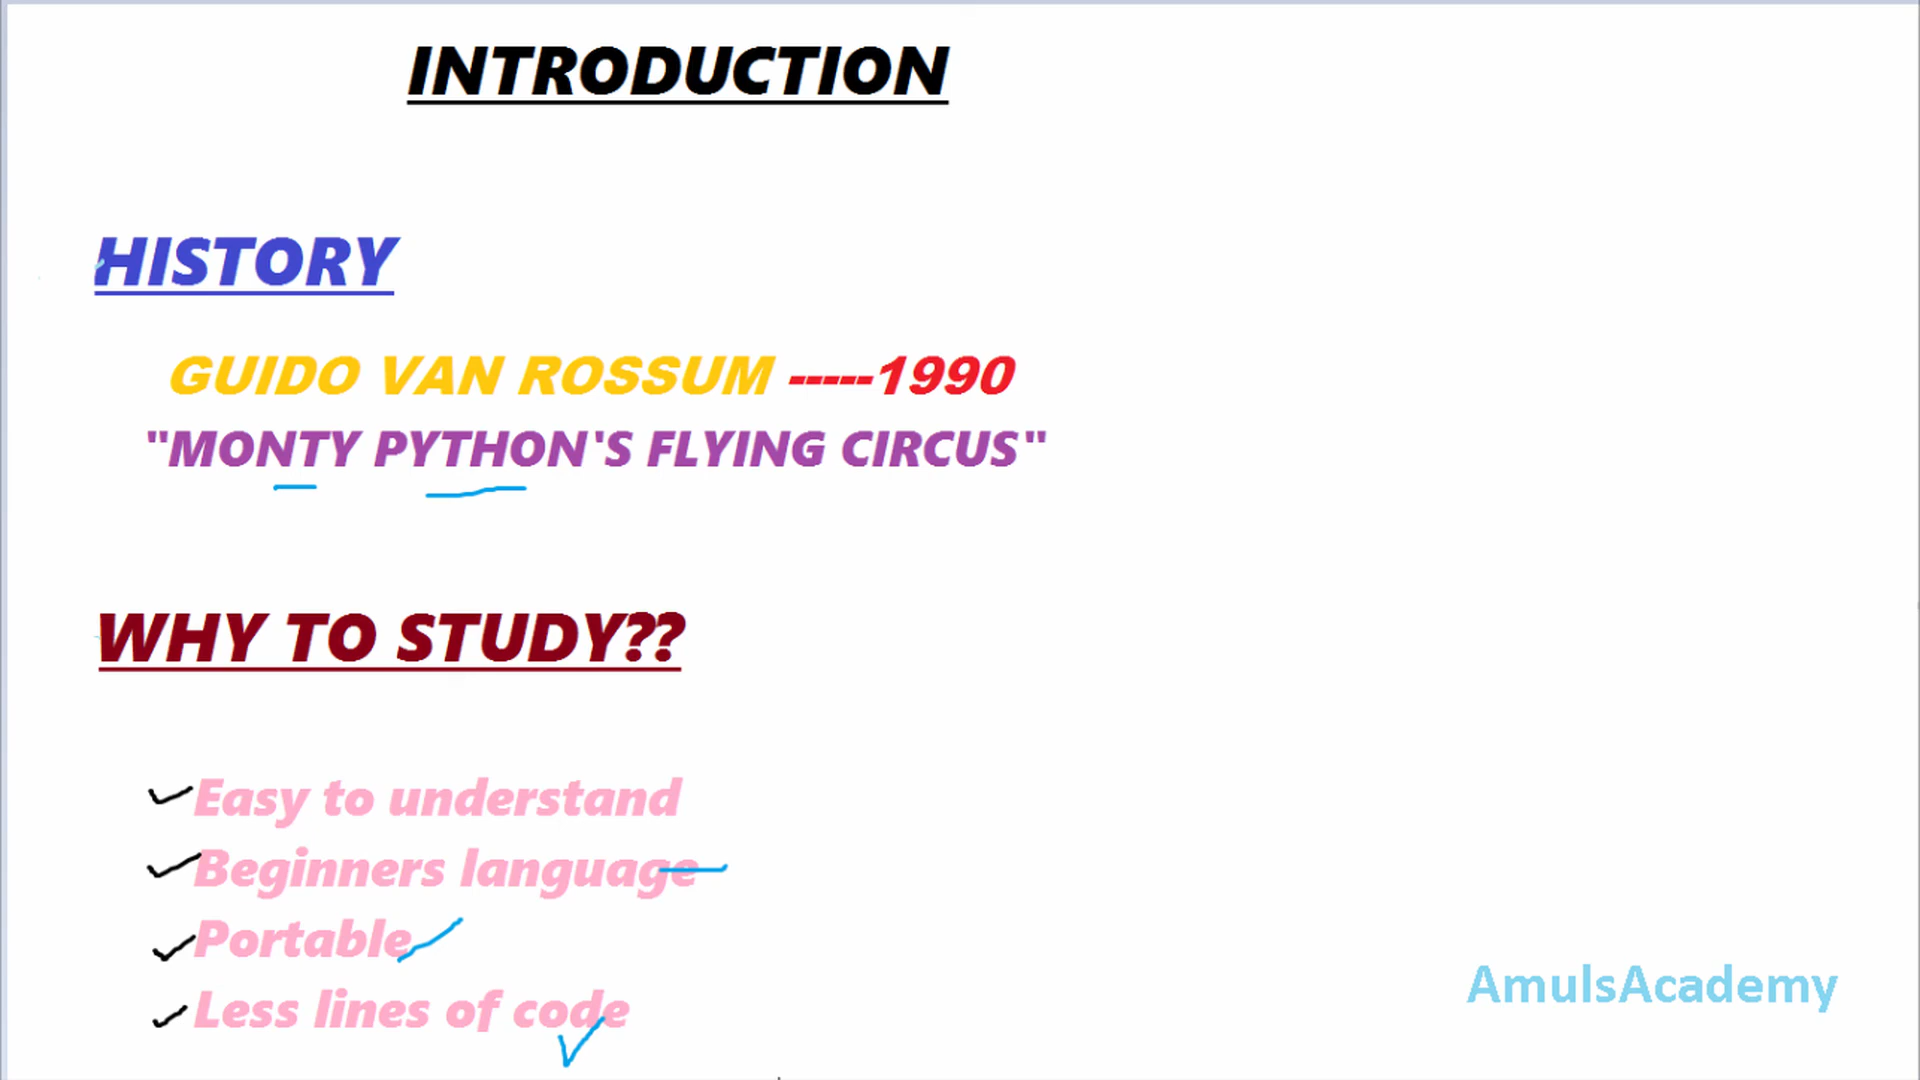 INTRODUCTION
HISTORY
GUIDO VAN ROSSUM -----1990
"MONTY PYTHON'S FLYING CIRCUS"
WHY TO STUDY??
Easy to understand
Beginners language
Portable
Less lines of code
AmulsAcademy